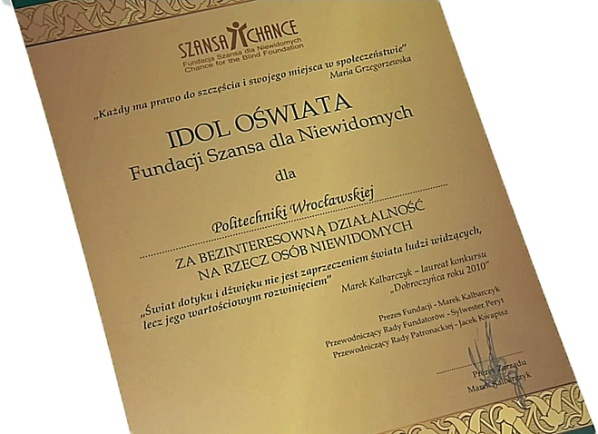 SZANSA CHANCE
Fundacja Szansa dla Niewidomych
Chance for the Blind Foundation
„Każdy ma prawo do szczęścia i swojego miejsca w społeczeństwie"
Maria Grzegorzewska
IDOL OŚWIATA
Fundacji Szansa dla Niewidomych
dla
Politechniki Wrocławskiej
ZA BEZINTERESOWNĄ DZIAŁALNOŚĆ
NA RZECZ OSÓB NIEWIDOMYCH
„Świat dotyku i dźwięku nie jest zaprzeczeniem świata ludzi widzących,
lecz jego wartościowym rozwinięciem"
Marek Kalbarczyk – laureat konkursu
„Dobroczyńca roku 2010"
Prezes Fundacji - Marek Kalbarczyk
Przewodniczący Rady Fundatorów - Sylwester Peryt
Przewodniczący Rady Patronackiej - Jacek Kwapisz
Prezes Zarządu
Marek Kalbarczyk